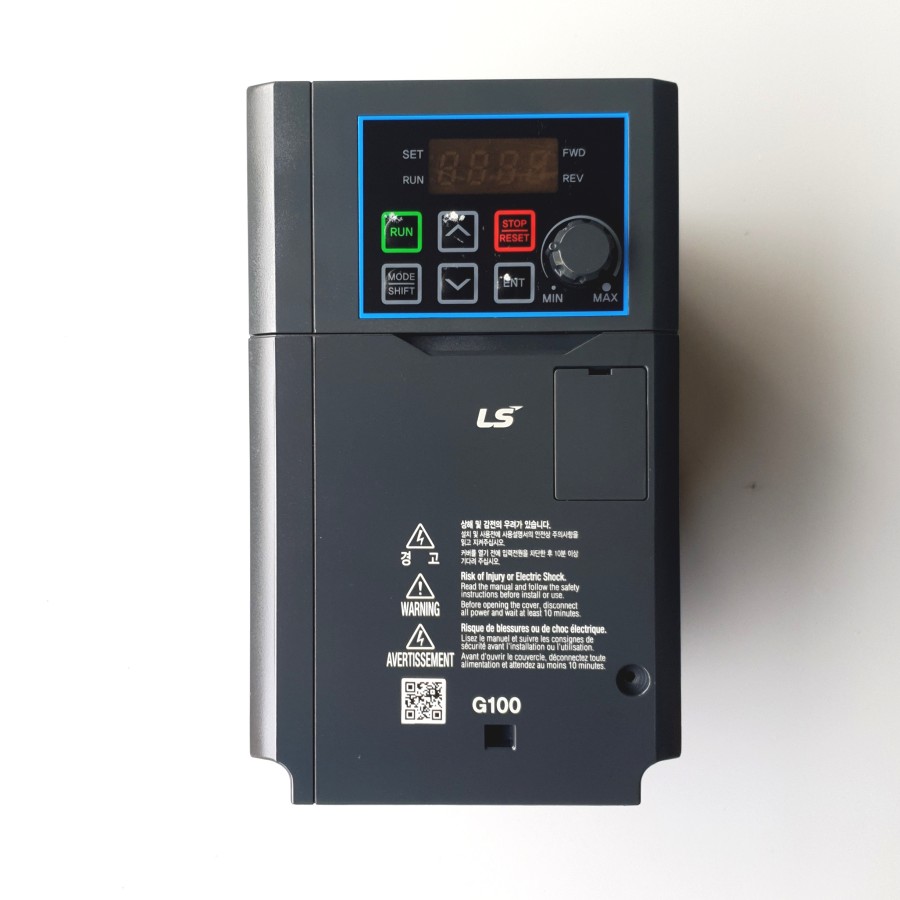 SET
FWD
RUN
REV
RUN
STOP
RESET
MODE
SHIFT
ENT
MIN
MAX
LS
상해 및 감전의 우려가 있습니다.
설치 및 사용전에 사용설명서의 안전상 주의사항을
읽고 지켜주십시오.
커버를 열기 전에 입력전원을 차단한 후 10분 이상
기다려 주십시오.
경 고
Risk of Injury or Electric Shock.
Read the manual and follow the safety
instructions before install or use.
Before opening the cover, disconnect
all power and wait at least 10 minutes.
WARNING
Risque de blessures ou de choc électrique.
Lisez le manuel et suivre les consignes de
sécurité avant l'installation ou l'utilisation.
Avant d'ouvrir le couvercle, déconnectez toute
alimentation et attendez au moins 10 minutes.
AVERTISSEMENT
G100